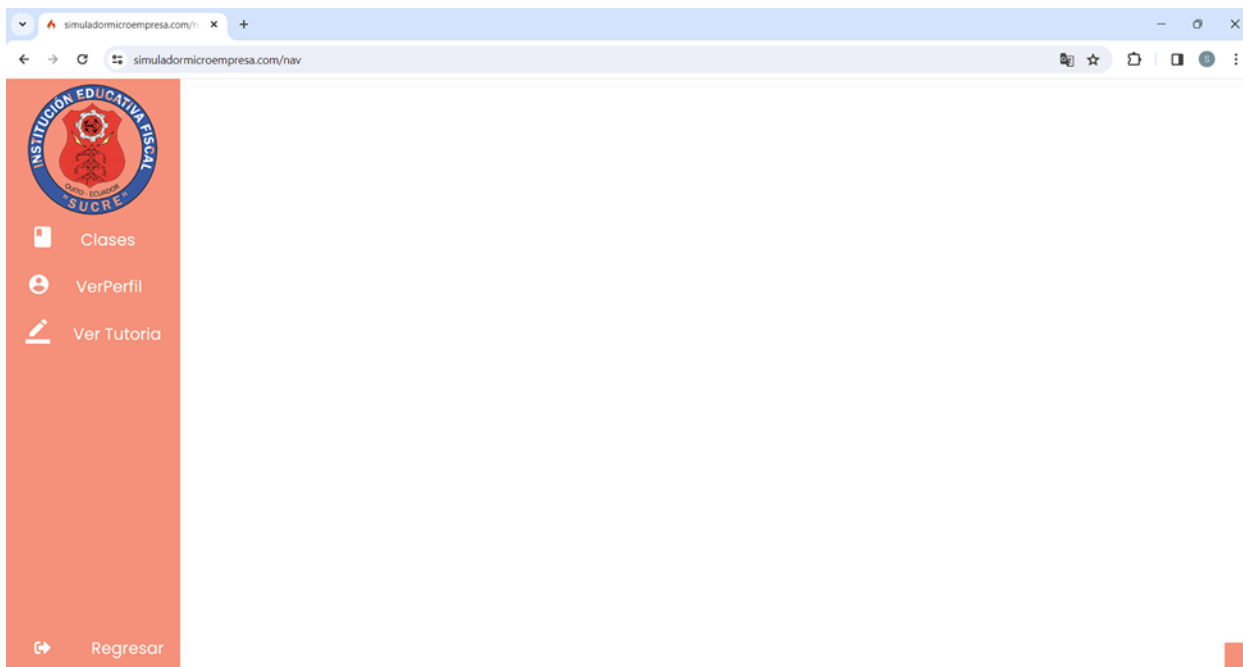 simuladormicroempresa.com/n
simuladormicroempresa.com/nav
S
INSTITUCIÓN EDUCATIVA FISCAL
QUITO - ECUADOR
"SUCRE"
Clases
VerPerfil
Ver Tutoria
Regresar